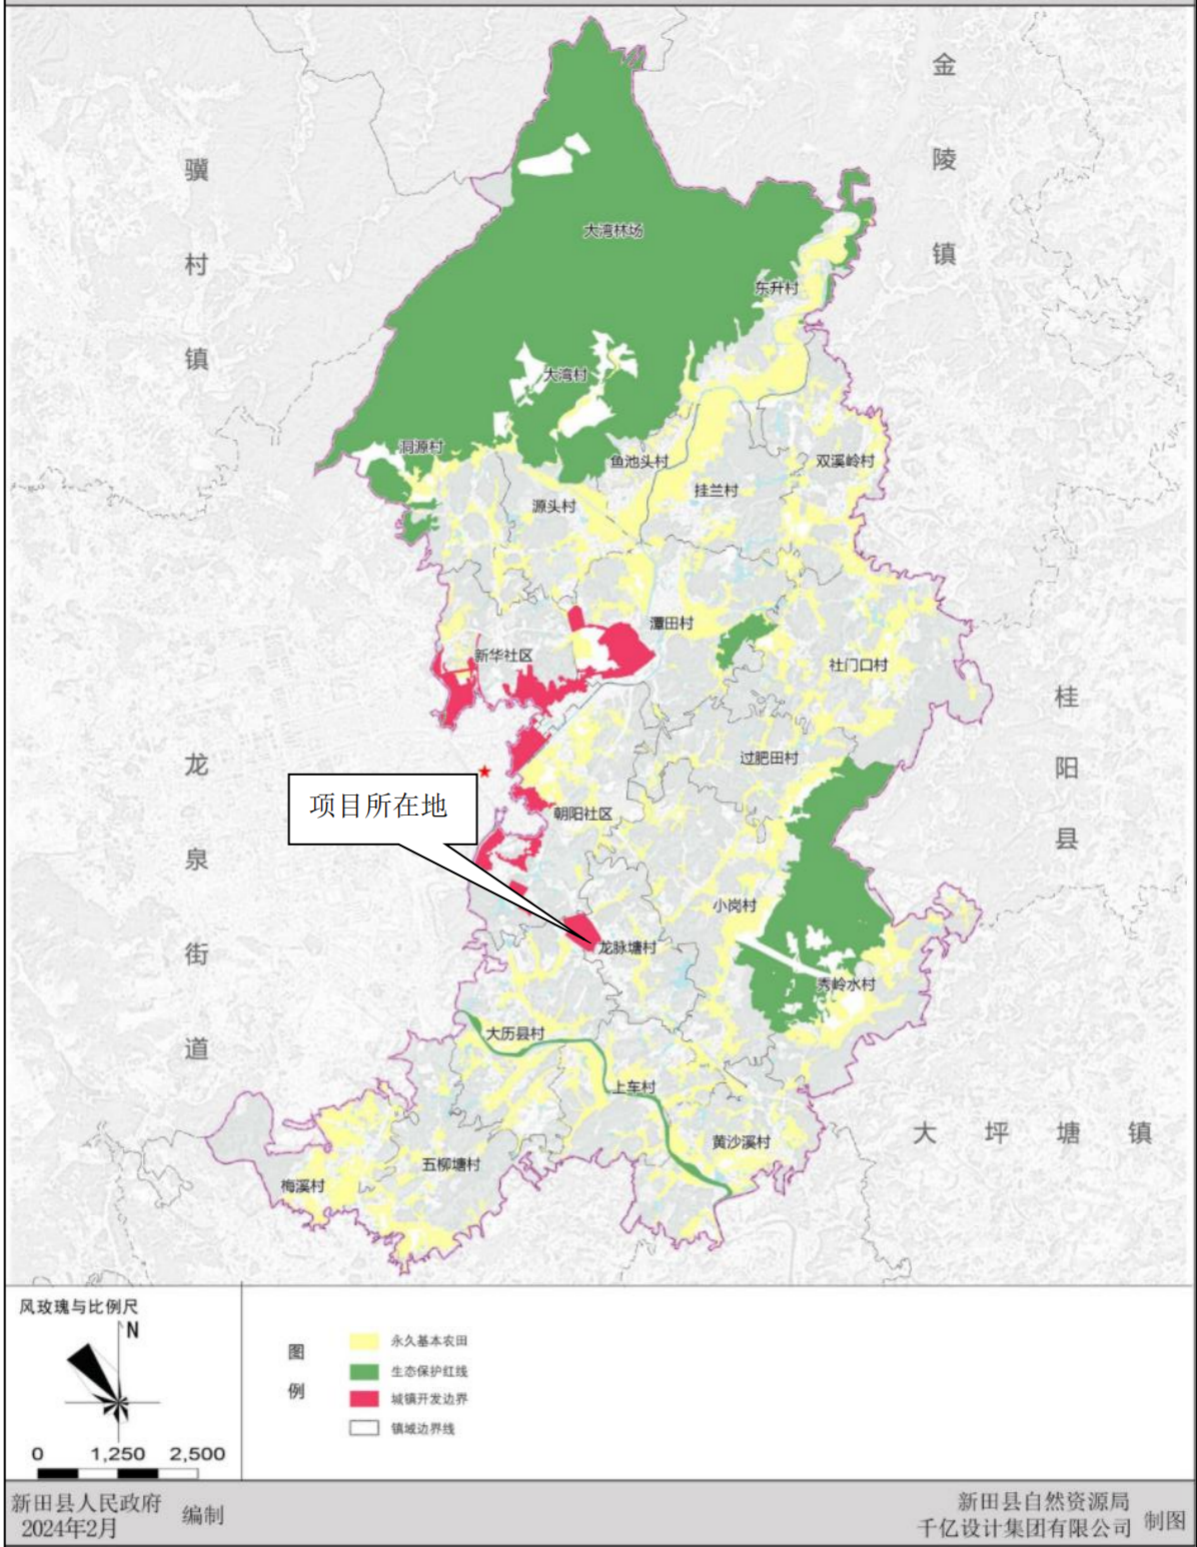 金陵镇
骥村镇
大湾林场
东升村
大湾村
洞源村
鱼池头村
双溪岭村
挂兰村
源头村
潭田村
新华社区
社门口村
桂阳县
过肥田村
龙泉街道
项目所在地
朝阳社区
小岗村
龙脉塘村
秀岭水村
大历县村
上车村
大坪塘镇
黄沙溪村
五柳塘村
梅溪村
风玫瑰与比例尺
N
0 1,250 2,500
图例
永久基本农田
生态保护红线
城镇开发边界
镇域边界线
新田县人民政府
2024年2月
编制
新田县自然资源局
千亿设计集团有限公司
制图